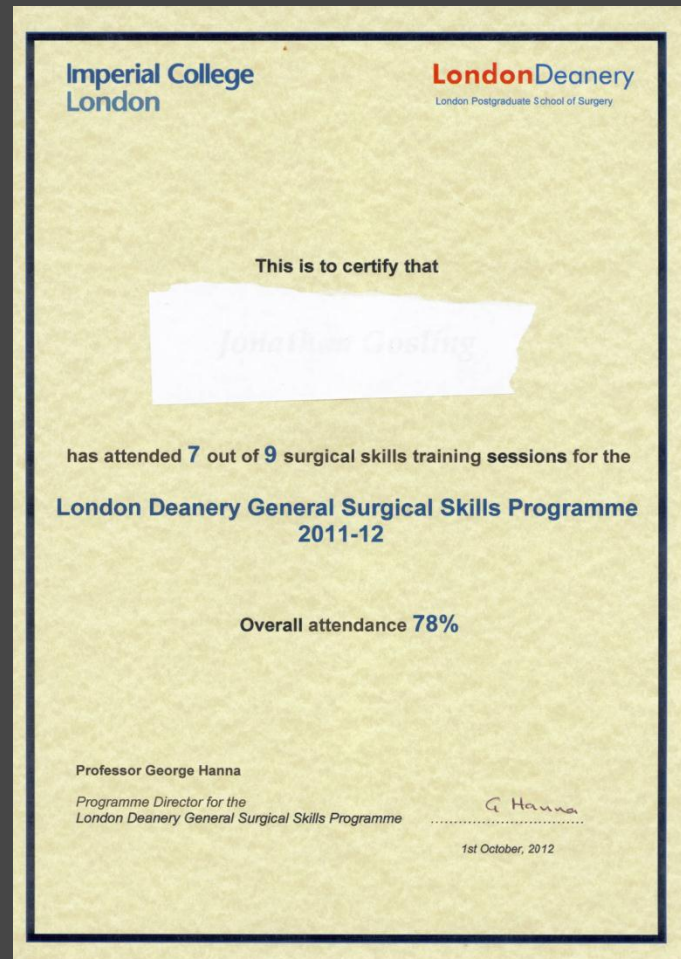 Imperial College
London
LondonDeanery
London Postgraduate School of Surgery
This is to certify that
has attended 7 out of 9 surgical skills training sessions for the
London Deanery General Surgical Skills Programme
2011-12
Overall attendance 78%
Professor George Hanna
Programme Director for the
London Deanery General Surgical Skills Programme
G Hanna
1st October, 2012